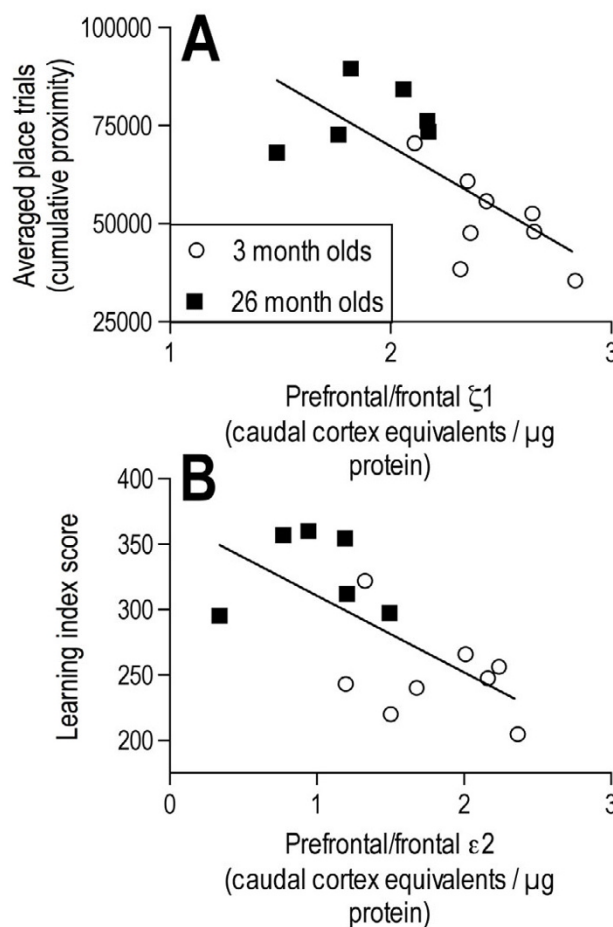 A
Averaged place trials
(cumulative proximity)
100000
75000
50000
25000
3 month olds
26 month olds
1
2
3
Prefrontal/frontal ζ1
(caudal cortex equivalents / µg
protein)
B
Learning index score
400
350
300
250
200
0
1
2
3
Prefrontal/frontal ε2
(caudal cortex equivalents / µg
protein)